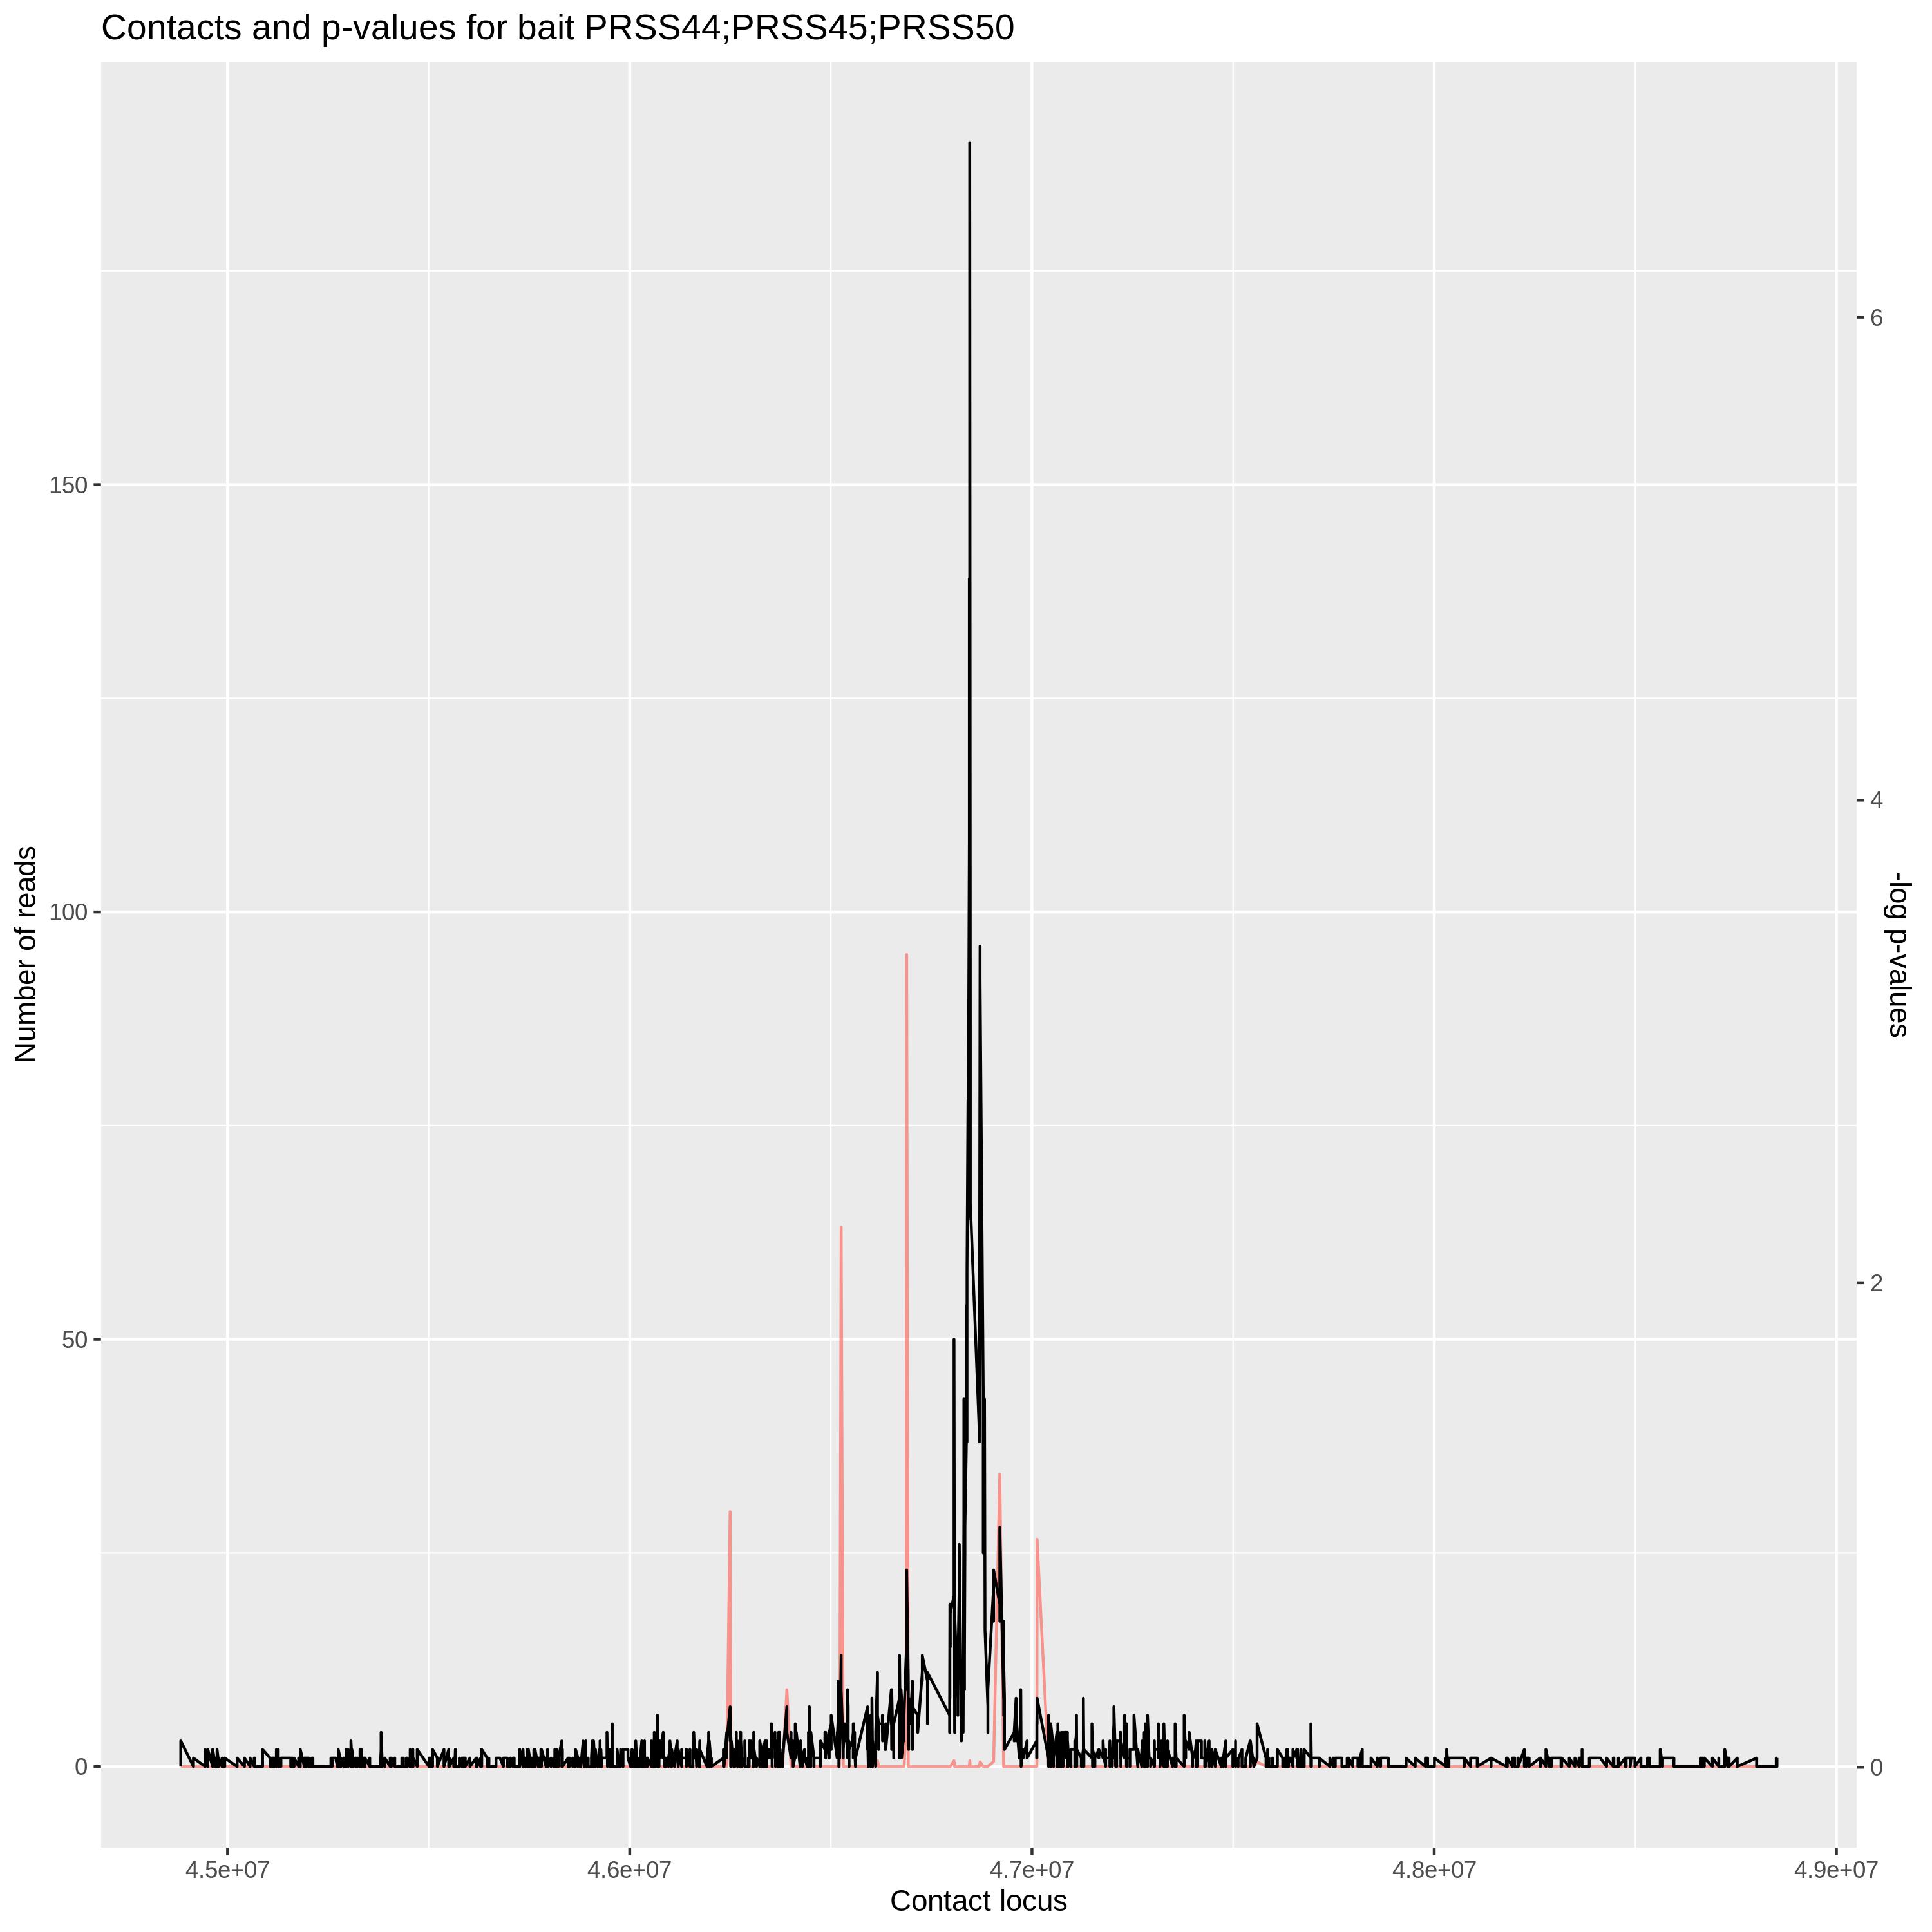 Contacts and p-values for bait PRSS44;PRSS45;PRSS50
Number of reads
150
100
50
0
6
4
2
0
-log p-values
4.5e+07 4.6e+07 4.7e+07 4.8e+07 4.9e+07
Contact locus